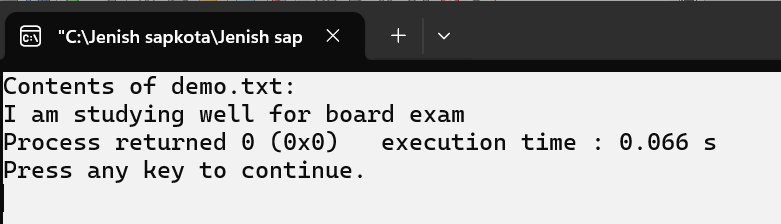 "C:\Jenish sapkota\Jenish sap
Contents of demo.txt:
I am studying well for board exam
Process returned 0 (0x0)   execution time : 0.066 s
Press any key to continue.